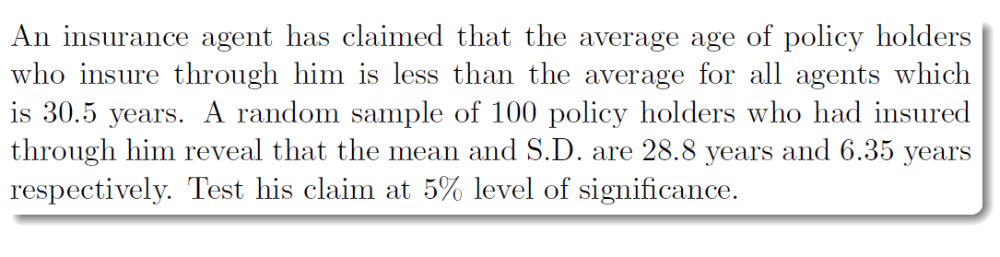 An insurance agent has claimed that the average age of policy holders
who insure through him is less than the average for all agents which
is 30.5 years. A random sample of 100 policy holders who had insured
through him reveal that the mean and S.D. are 28.8 years and 6.35 years
respectively. Test his claim at 5% level of significance.